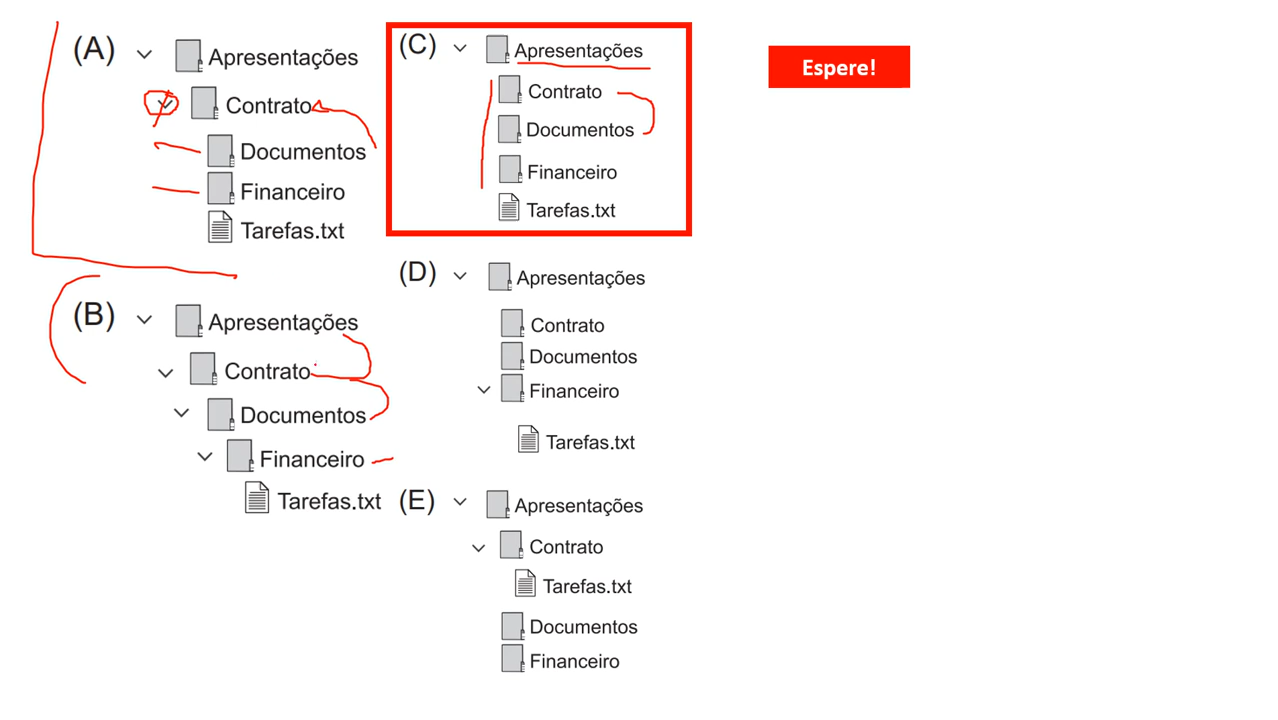 (A) Apresentações
Contrato
Documentos
Financeiro
Tarefas.txt
(B) Apresentações
Contrato
Documentos
Financeiro
Tarefas.txt
(C) Apresentações
Contrato
Documentos
Financeiro
Tarefas.txt
(D) Apresentações
Contrato
Documentos
Financeiro
Tarefas.txt
(E) Apresentações
Contrato
Tarefas.txt
Documentos
Financeiro
Espere!